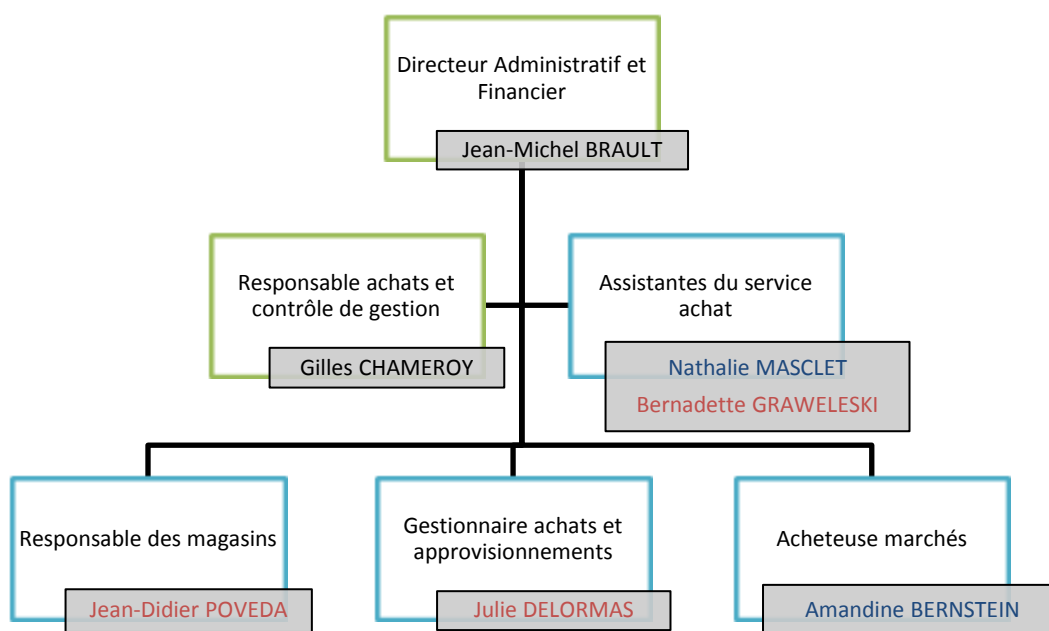 Directeur Administratif et
Financier
Jean-Michel BRAULT
Responsable achats et
contrôle de gestion
Gilles CHAMEROY
Assistantes du service
achat
Nathalie MASCLET
Bernadette GRAWELESKI
Responsable des magasins
Jean-Didier POVEDA
Gestionnaire achats et
approvisionnements
Julie DELORMAS
Acheteuse marchés
Amandine BERNSTEIN